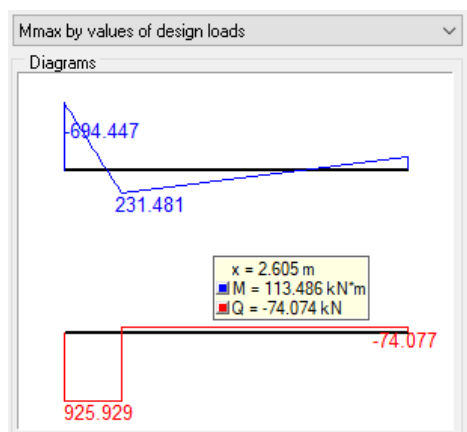 Mmax by values of design loads
Diagrams
-694.447
231.481
x = 2.605 m
M = 113.486 kN*m
Q = -74.074 kN
-74.077
925.929